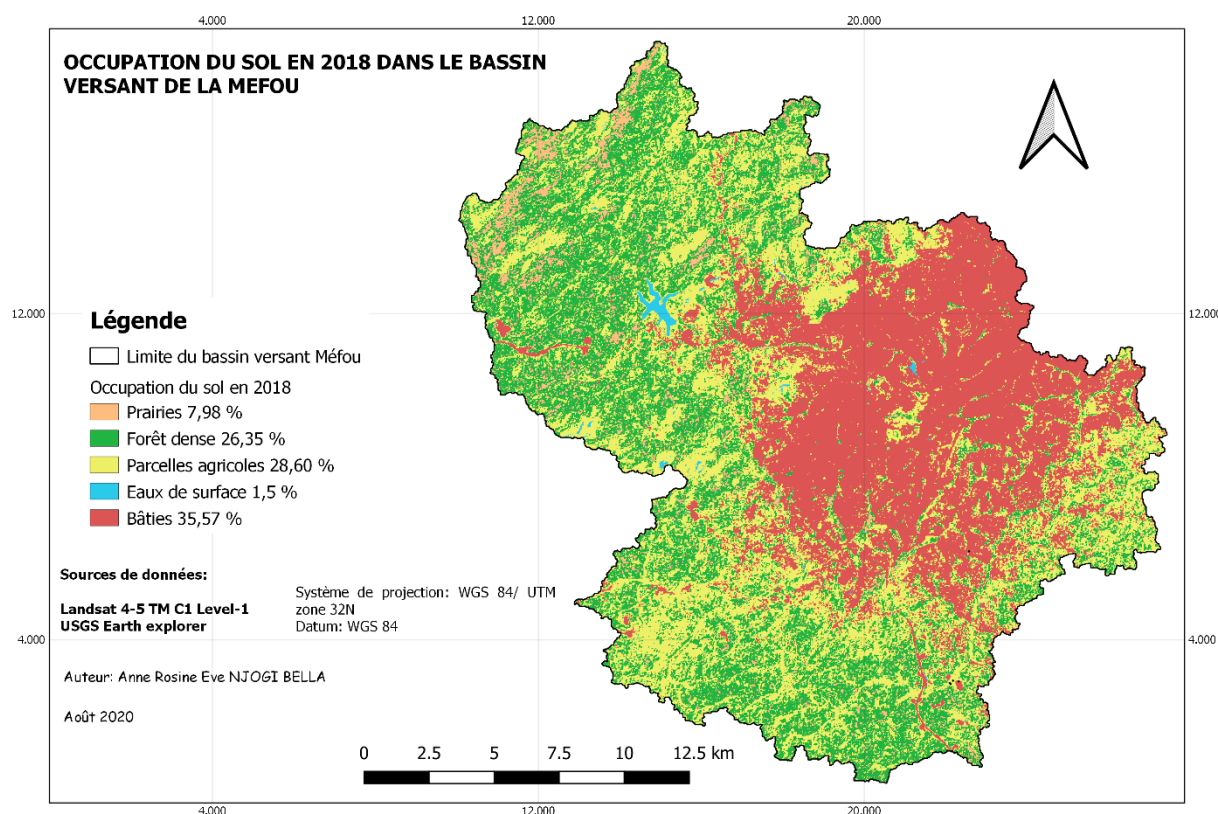 4.000 12.000 20.000
OCCUPATION DU SOL EN 2018 DANS LE BASSIN
VERSANT DE LA MEFOU
12.000 12.000
Légende
Limite du bassin versant Méfou
Occupation du sol en 2018
Prairies 7,98 %
Forêt dense 26,35 %
Parcelles agricoles 28,60 %
Eaux de surface 1,5 %
Bâties 35,57 %
Sources de données:
Landsat 4-5 TM C1 Level-1
USGS Earth explorer
Système de projection: WGS 84/ UTM
zone 32N
Datum: WGS 84
4.000 4.000
Auteur: Anne Rosine Eve NJOGI BELLA
Août 2020
0 2.5 5 7.5 10 12.5 km
4.000 12.000 20.000